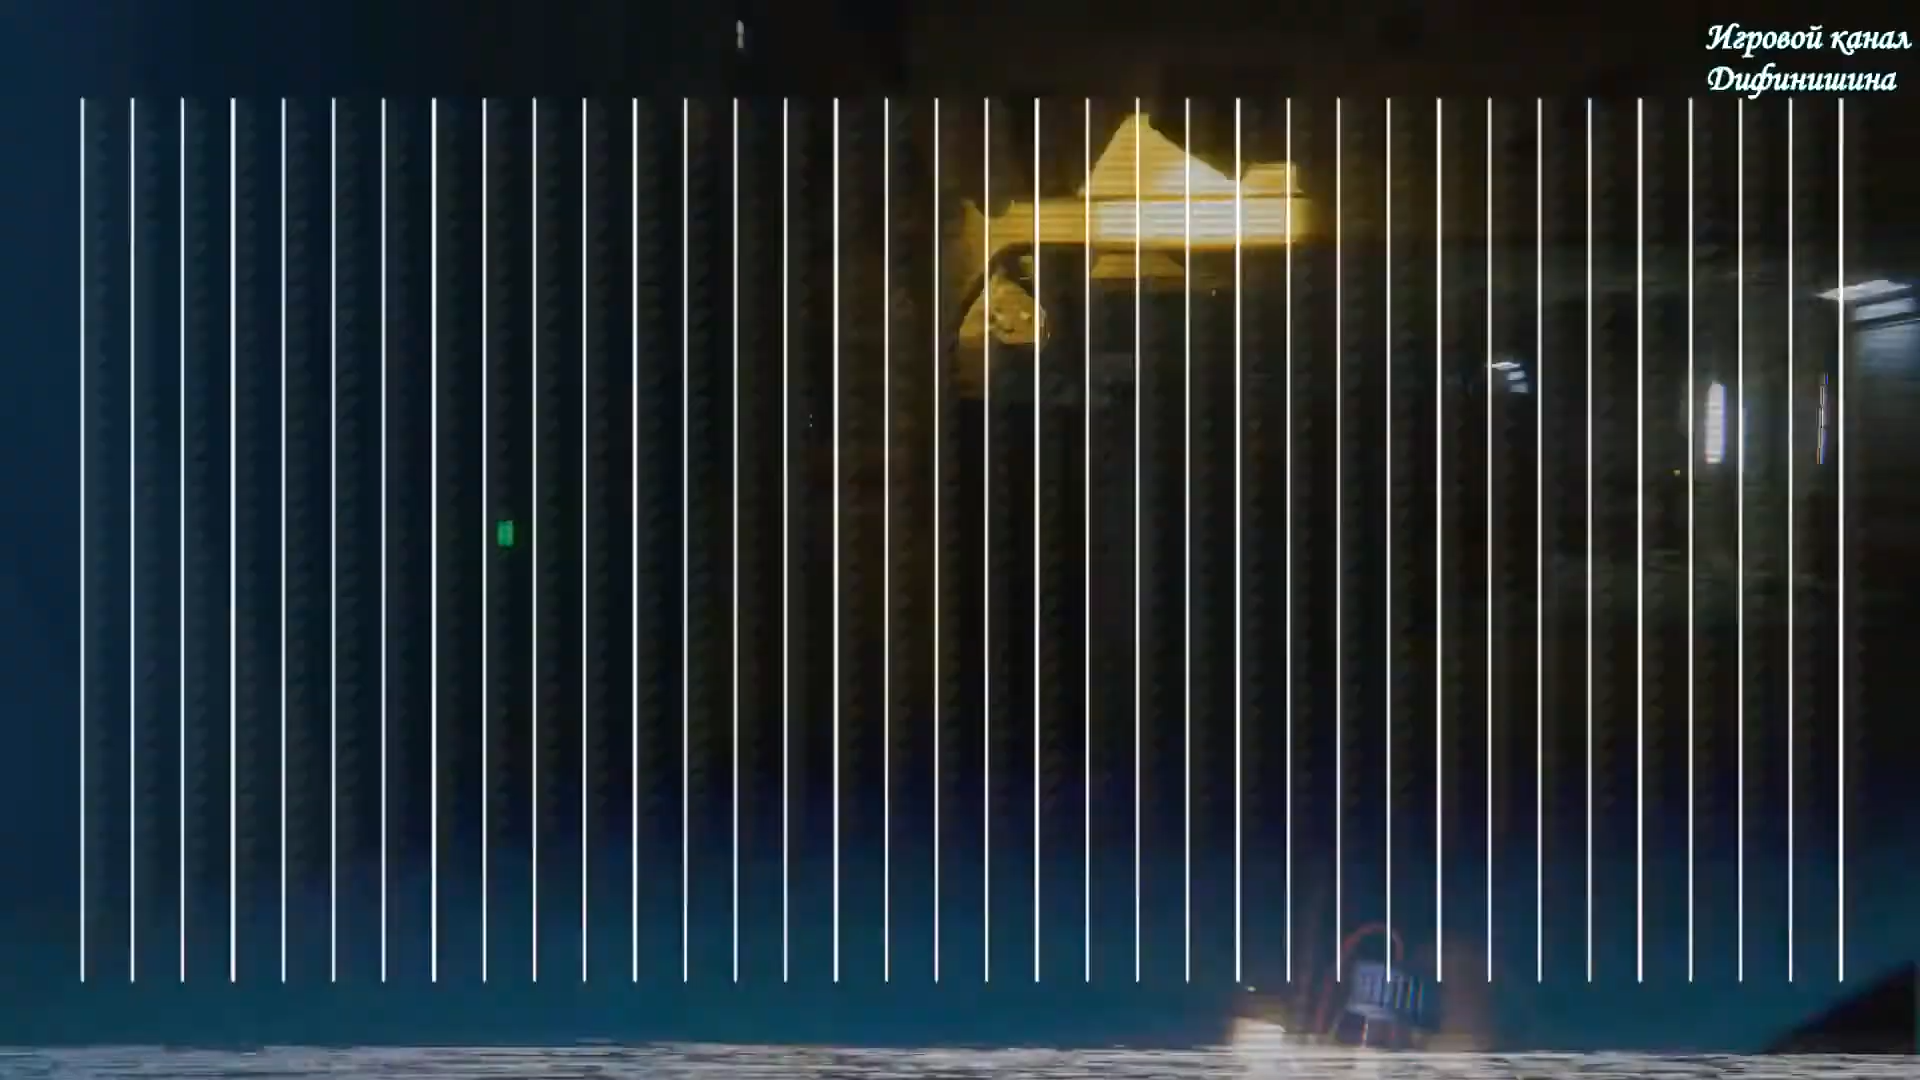 Игровой канал
Дифинишина